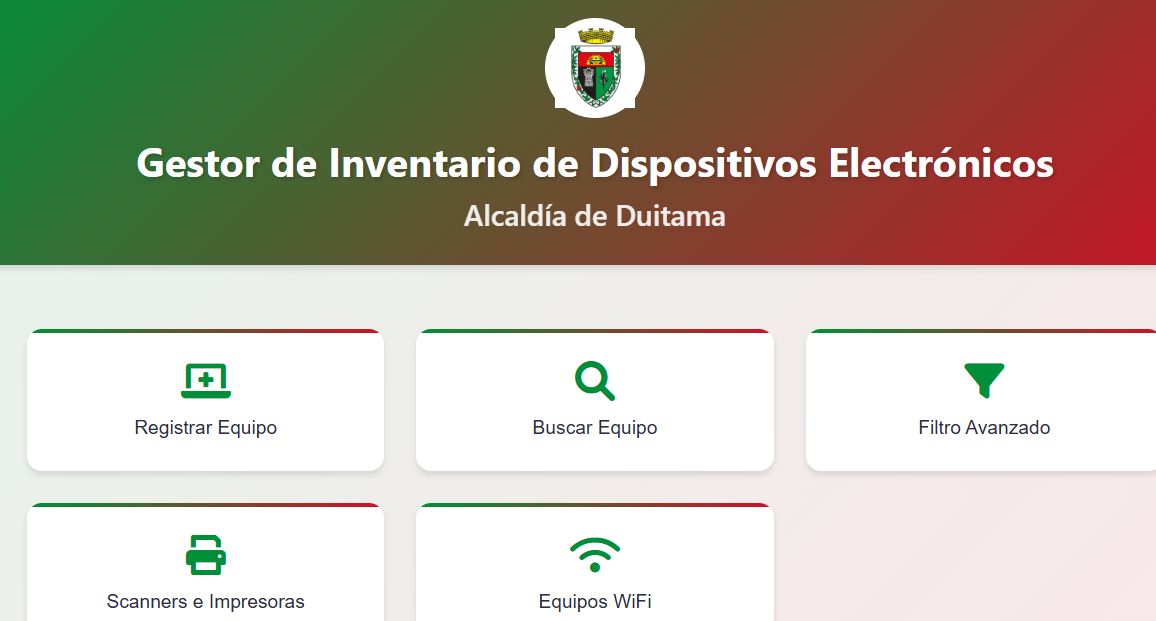 Gestor de Inventario de Dispositivos Electrónicos
Alcaldía de Duitama
Registrar Equipo
Buscar Equipo
Filtro Avanzado
Scanners e Impresoras
Equipos WiFi